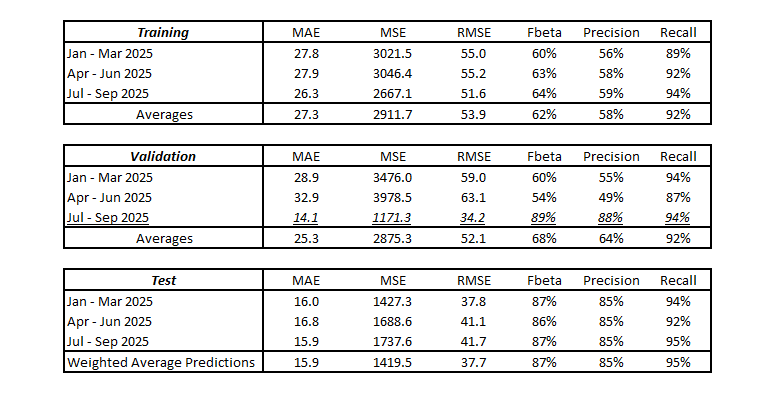 Training MAE MSE RMSE Fbeta Precision Recall
Jan - Mar 2025 27.8 3021.5 55.0 60% 56% 89%
Apr - Jun 2025 27.9 3046.4 55.2 63% 58% 92%
Jul - Sep 2025 26.3 2667.1 51.6 64% 59% 94%
Averages 27.3 2911.7 53.9 62% 58% 92%
Validation MAE MSE RMSE Fbeta Precision Recall
Jan - Mar 2025 28.9 3476.0 59.0 60% 55% 94%
Apr - Jun 2025 32.9 3978.5 63.1 54% 49% 87%
Jul - Sep 2025 14.1 1171.3 34.2 89% 88% 94%
Averages 25.3 2875.3 52.1 68% 64% 92%
Test MAE MSE RMSE Fbeta Precision Recall
Jan - Mar 2025 16.0 1427.3 37.8 87% 85% 94%
Apr - Jun 2025 16.8 1688.6 41.1 86% 85% 92%
Jul - Sep 2025 15.9 1737.6 41.7 87% 85% 95%
Weighted Average Predictions 15.9 1419.5 37.7 87% 85% 95%